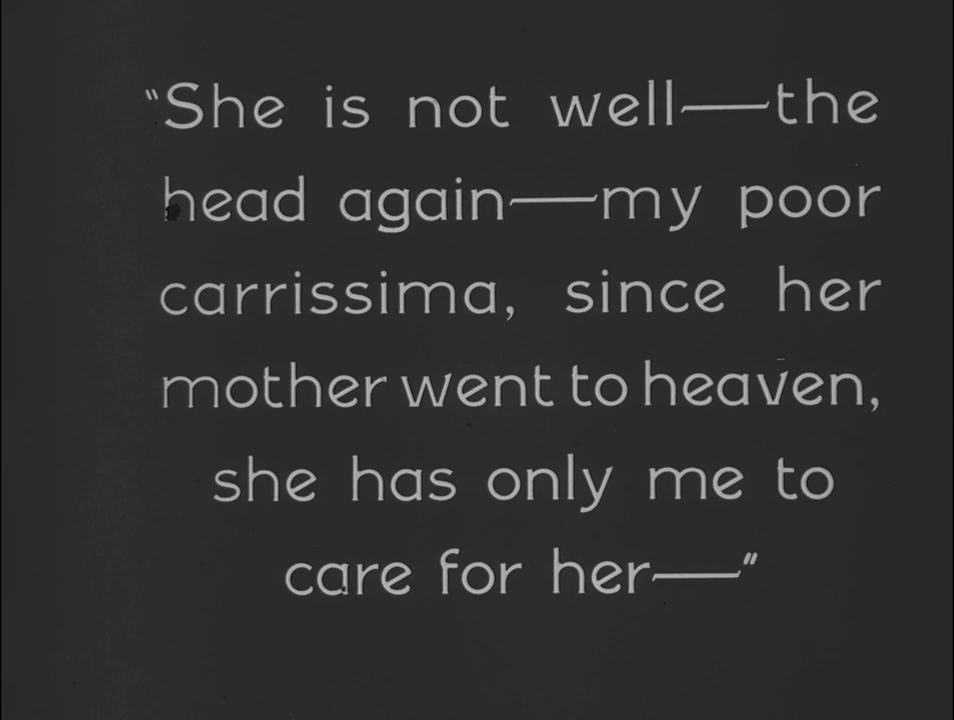 "She is not well—the
head again—my poor
carrissima, since her
mother went to heaven,
she has only me to
care for her—"